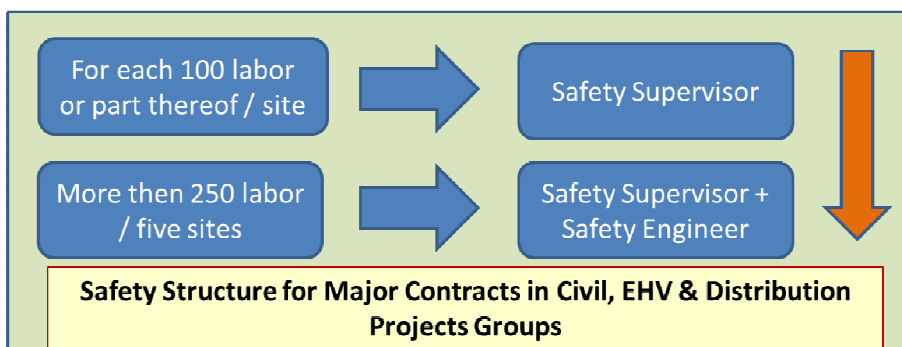 For each 100 labor
or part thereof / site
Safety Supervisor
More then 250 labor
/ five sites
Safety Supervisor +
Safety Engineer
Safety Structure for Major Contracts in Civil, EHV & Distribution
Projects Groups